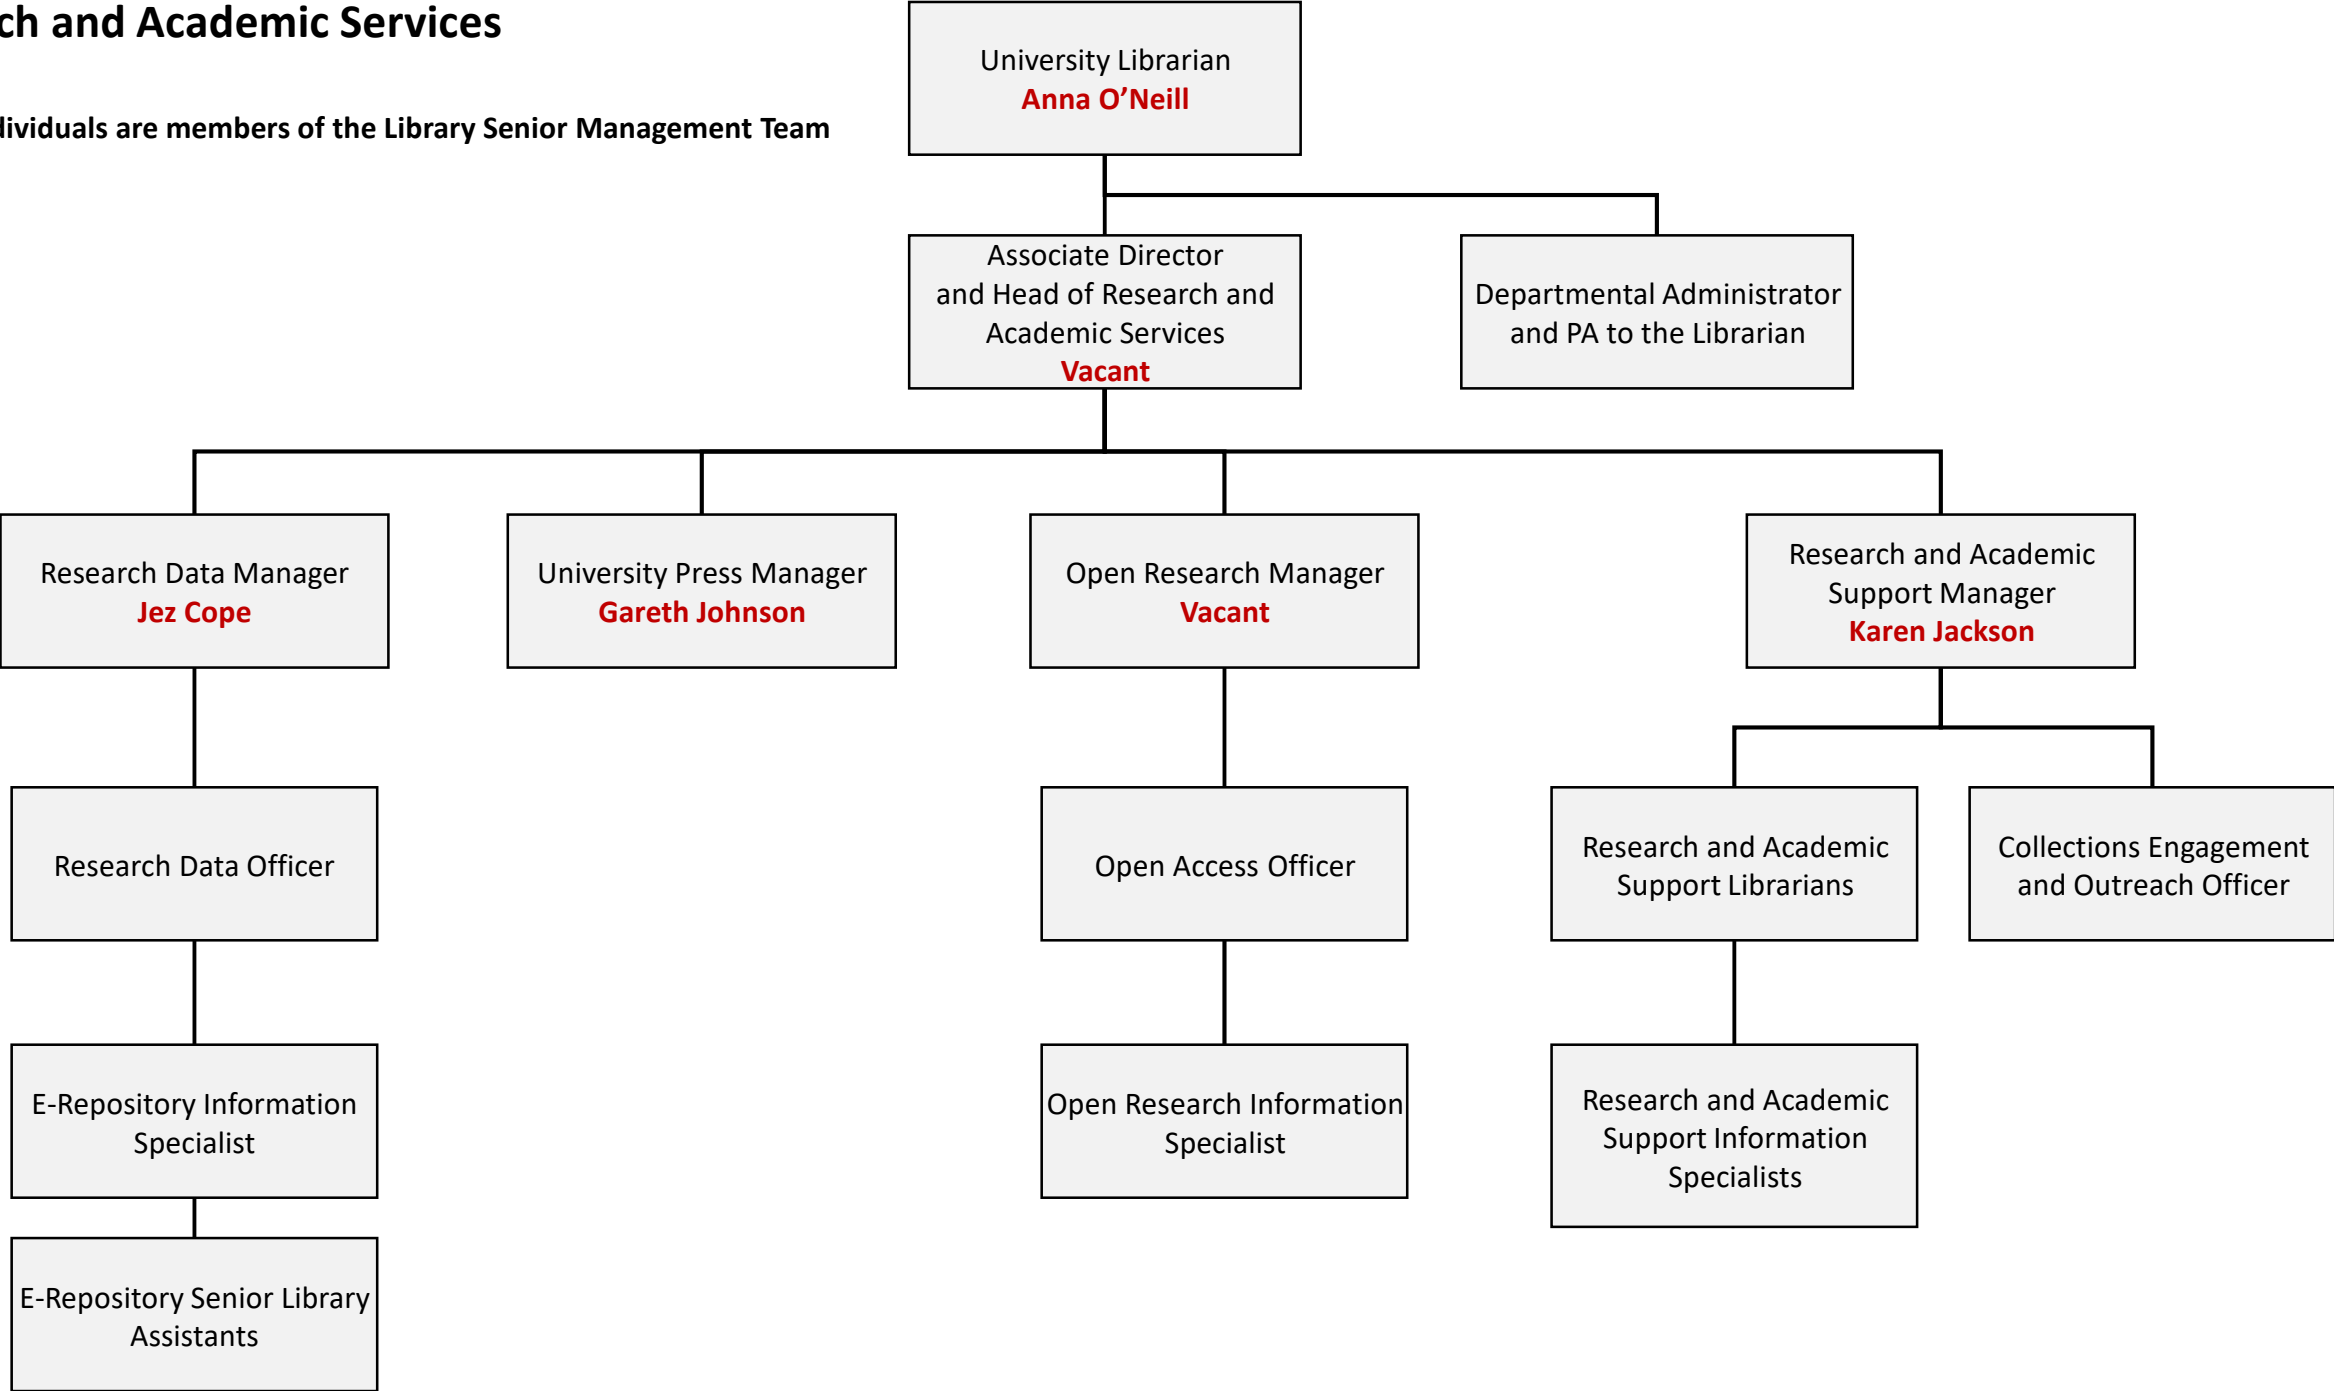 ch and Academic Services
dividuals are members of the Library Senior Management Team
University Librarian
Anna O’Neill
Associate Director
and Head of Research and
Academic Services
Vacant
Departmental Administrator
and PA to the Librarian
Research Data Manager
Jez Cope
University Press Manager
Gareth Johnson
Open Research Manager
Vacant
Research and Academic
Support Manager
Karen Jackson
Research Data Officer
Open Access Officer
Research and Academic
Support Librarians
Collections Engagement
and Outreach Officer
E-Repository Information
Specialist
Open Research Information
Specialist
Research and Academic
Support Information
Specialists
E-Repository Senior Library
Assistants